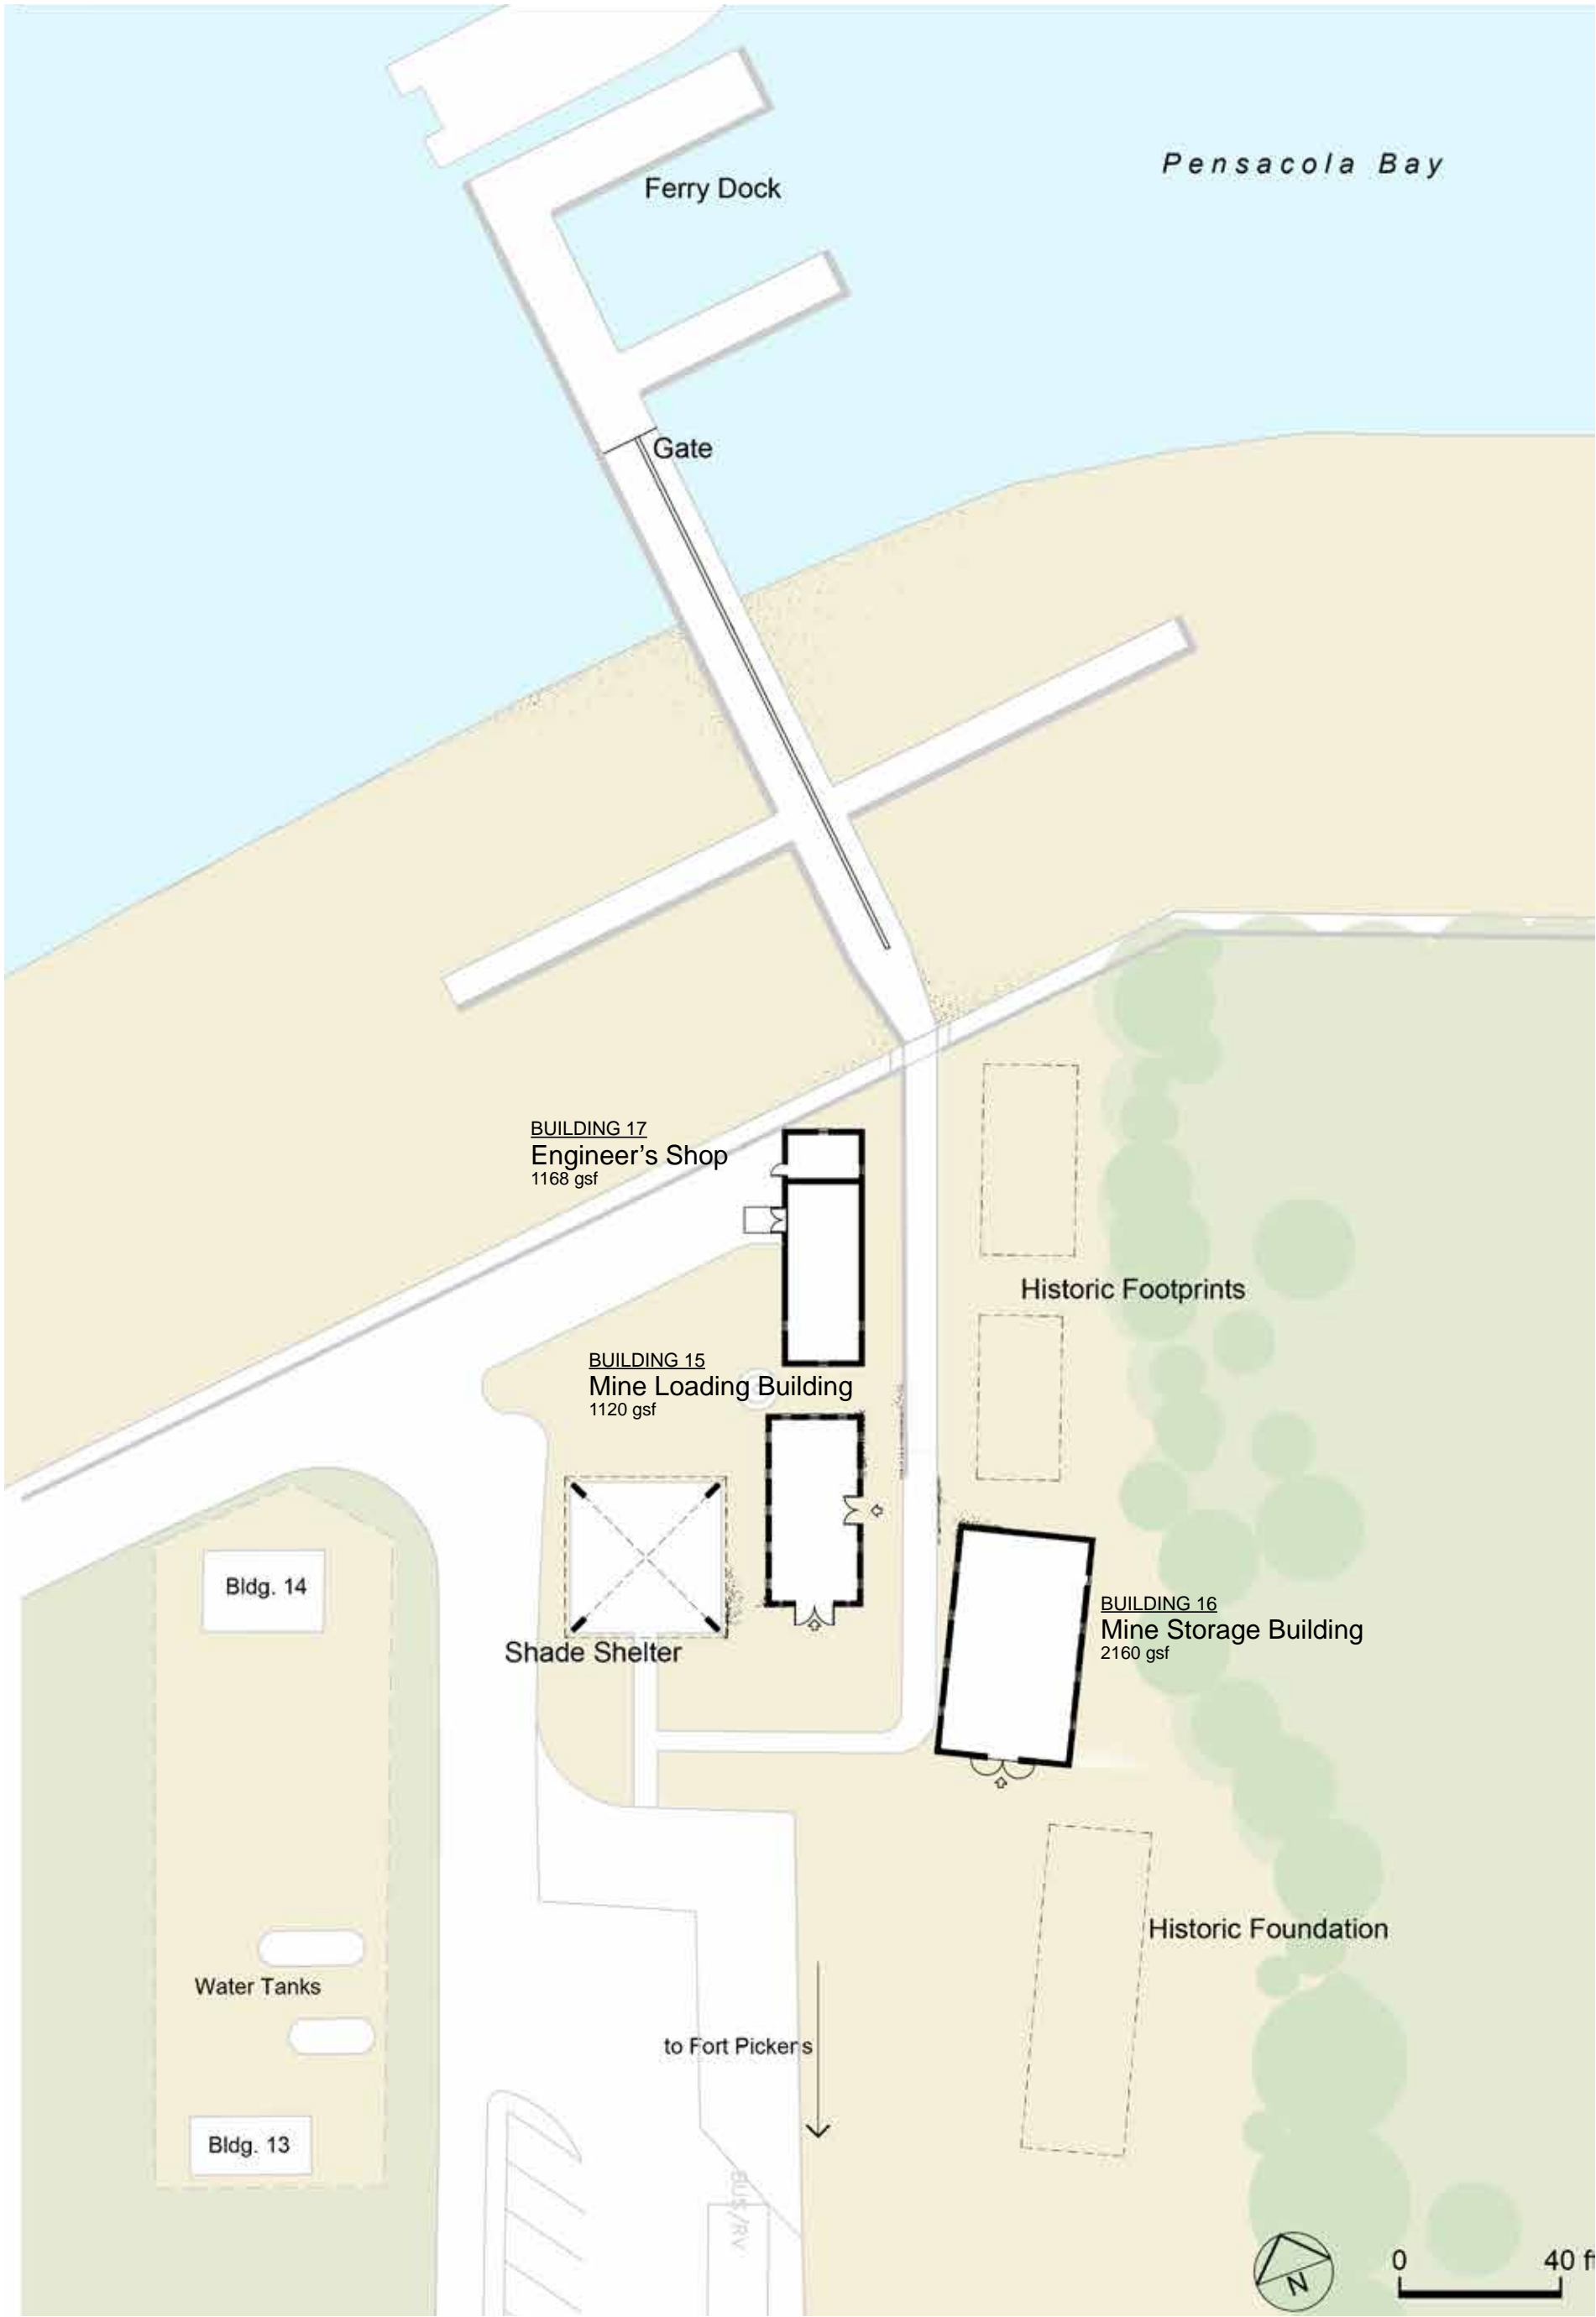 Pensacola Bay
Ferry Dock
Gate
BUILDING 17
Engineer's Shop
1168 gsf
Historic Footprints
BUILDING 15
Mine Loading Building
1120 gsf
Bldg. 14
BUILDING 16
Mine Storage Building
2160 gsf
Shade Shelter
Historic Foundation
Water Tanks
to Fort Pickens
Bldg. 13
BUS/RV
N
0 40 ft